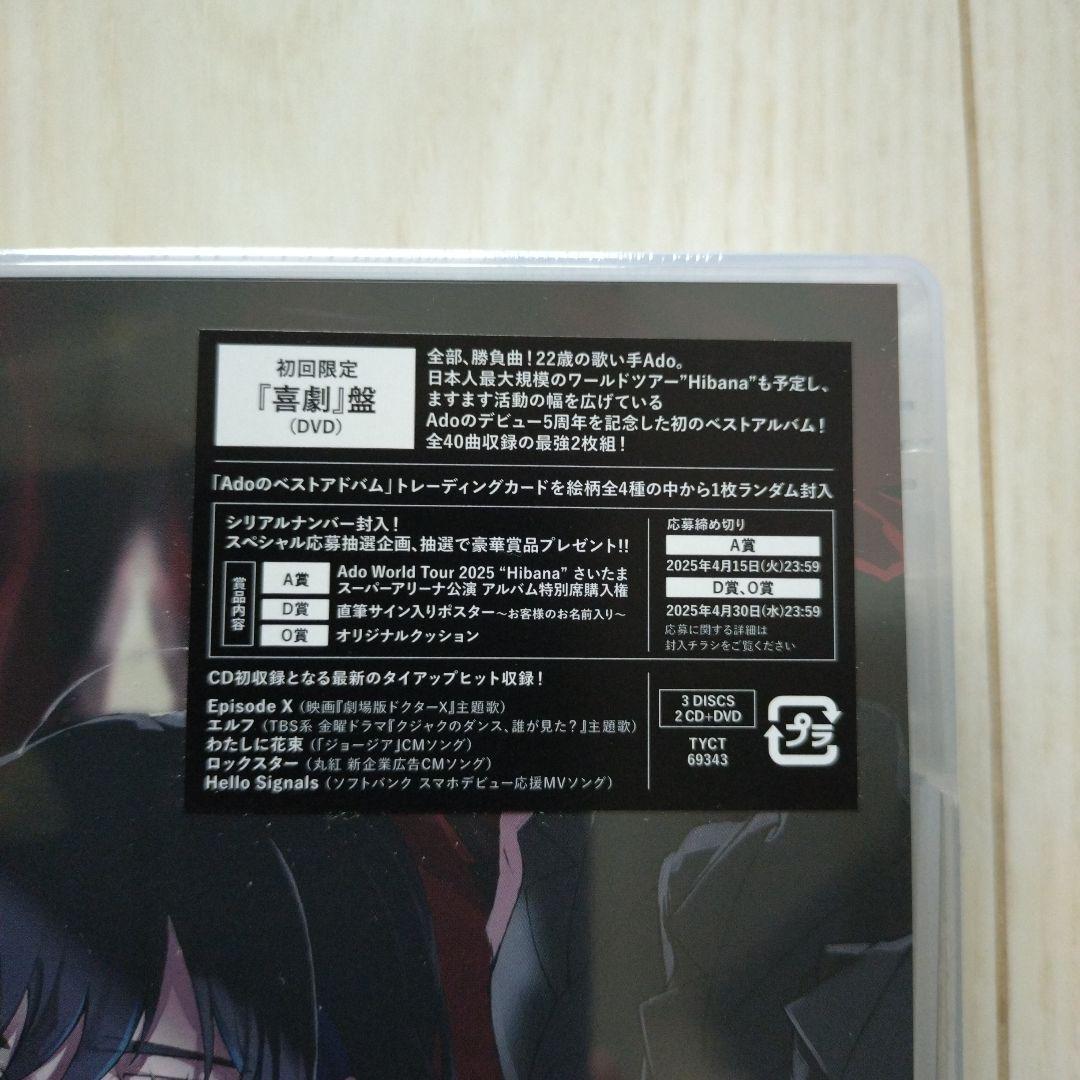 初回限定
『喜劇』盤
(DVD)
全部、勝負曲！22歳の歌い手Ado。
日本人最大規模のワールドツアー"Hibana"も予定し、
ますます活動の幅を広げている
Adoのデビュー5周年を記念した初のベストアルバム！
全40曲収録の最強2枚組！
「Adoのベストアドバム」トレーディングカードを絵柄全4種の中から1枚ランダム封入
シリアルナンバー封入！
スペシャル応募抽選企画、抽選で豪華賞品プレゼント!!
賞品内容
A賞
Ado World Tour 2025 “Hibana” さいたま
スーパーアリーナ公演 アルバム特別席購入権
D賞
直筆サイン入りポスター～お客様のお名前入り～
O賞
オリジナルクッション
応募締め切り
A賞
2025年4月15日(火)23:59
D賞、O賞
2025年4月30日(水)23:59
応募に関する詳細は
封入チラシをご覧ください
CD初収録となる最新のタイアップヒット収録！
Episode X (映画『劇場版ドクターX』主題歌)
エルフ (TBS系 金曜ドラマ『クジャクのダンス、誰が見た？』主題歌)
わたしに花束 (「ジョージア」CMソング)
ロックスター (丸紅 新企業広告CMソング)
Hello Signals (ソフトバンク スマホデビュー応援MVソング)
3 DISCS
2 CD+DVD
TYCT
69343
プラ